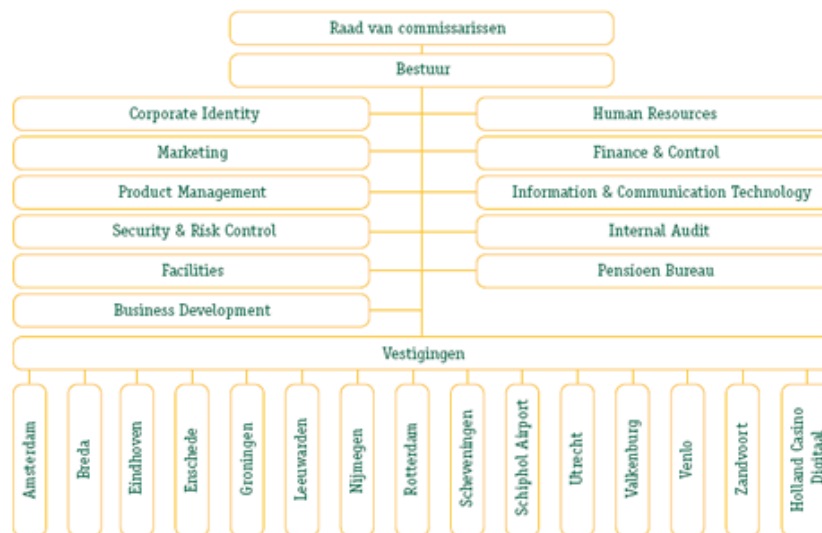 Raad van commissarissen
Bestuur
Corporate Identity
Human Resources
Marketing
Finance & Control
Product Management
Information & Communication Technology
Security & Risk Control
Internal Audit
Facilities
Pensioen Bureau
Business Development
Vestigingen
Amsterdam
Breda
Eindhoven
Enschede
Groningen
Leeuwarden
Nijmegen
Rotterdam
Scheveningen
Schiphol Airport
Utrecht
Valkenburg
Venlo
Zandvoort
Holland Casino
Digitaal